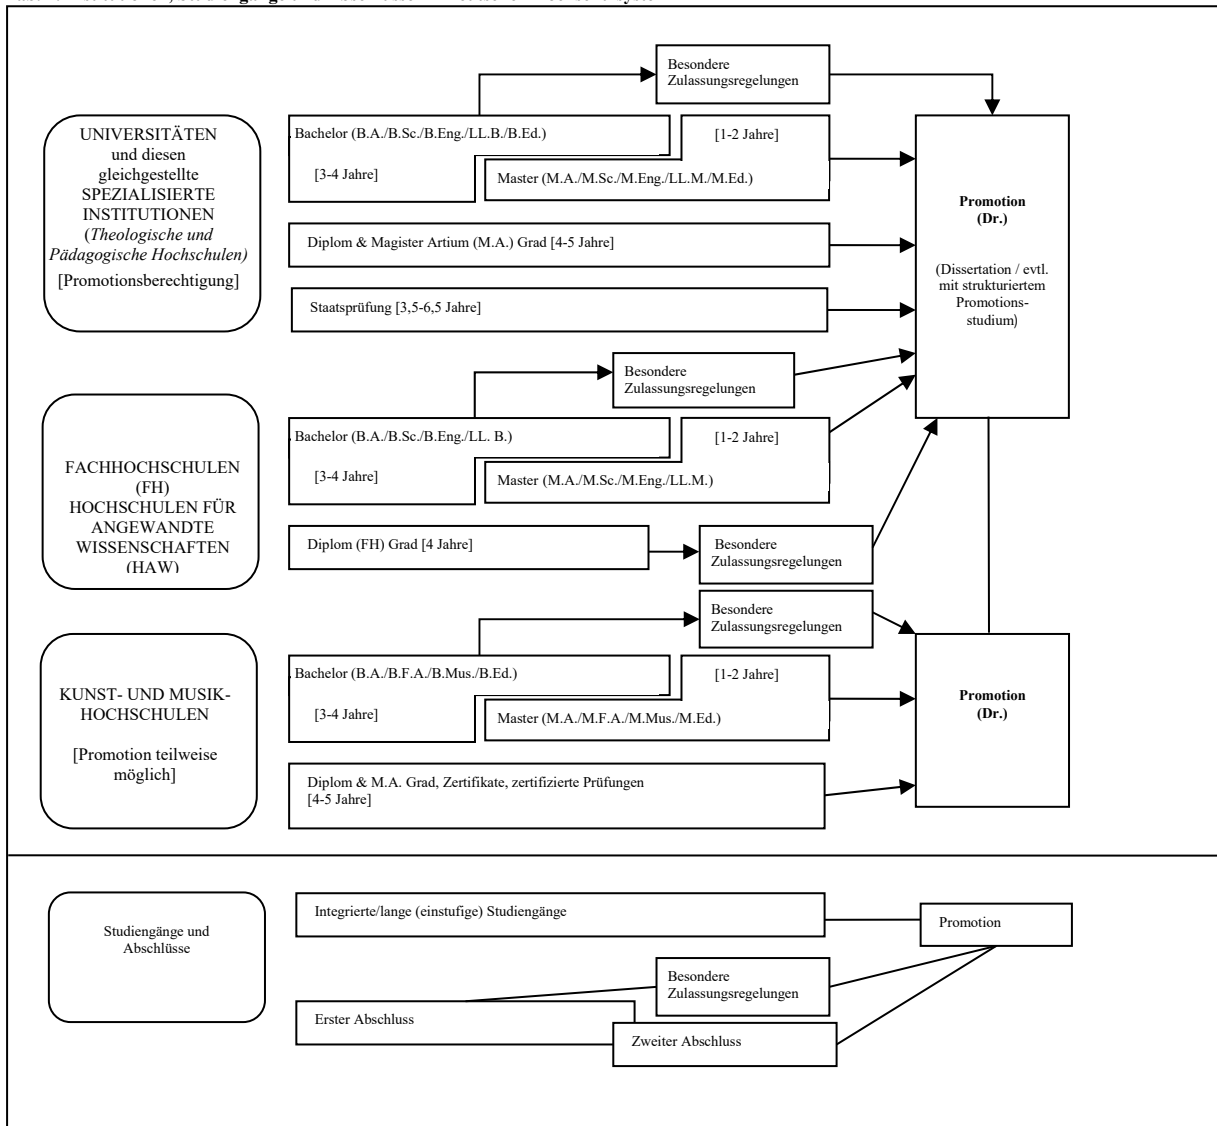 Besondere
Zulassungsregelungen
UNIVERSITÄTEN
und diesen
gleichgestellte
SPEZIALISIERTE
INSTITUTIONEN
(Theologische und
Pädagogische Hochschulen)
[Promotionsberechtigung]
Bachelor (B.A./B.Sc./B.Eng./LL.B./B.Ed.)
[3-4 Jahre]
[1-2 Jahre]
Master (M.A./M.Sc./M.Eng./LL.M./M.Ed.)
Diplom & Magister Artium (M.A.) Grad [4-5 Jahre]
Staatsprüfung [3,5-6,5 Jahre]
Promotion
(Dr.)
(Dissertation / evtl.
mit strukturiertem
Promotions-
studium)
Besondere
Zulassungsregelungen
FACHHOCHSCHULEN
(FH)
HOCHSCHULEN FÜR
ANGEWANDTE
WISSENSCHAFTEN
(HAW)
Bachelor (B.A./B.Sc./B.Eng./LL. B.)
[3-4 Jahre]
[1-2 Jahre]
Master (M.A./M.Sc./M.Eng./LL.M.)
Diplom (FH) Grad [4 Jahre]
Besondere
Zulassungsregelungen
Besondere
Zulassungsregelungen
KUNST- UND MUSIK-
HOCHSCHULEN
[Promotion teilweise
möglich]
Bachelor (B.A./B.F.A./B.Mus./B.Ed.)
[3-4 Jahre]
[1-2 Jahre]
Master (M.A./M.F.A./M.Mus./M.Ed.)
Diplom & M.A. Grad, Zertifikate, zertifizierte Prüfungen
[4-5 Jahre]
Promotion
(Dr.)
Studiengänge und
Abschlüsse
Integrierte/lange (einstufige) Studiengänge
Promotion
Besondere
Zulassungsregelungen
Erster Abschluss
Zweiter Abschluss